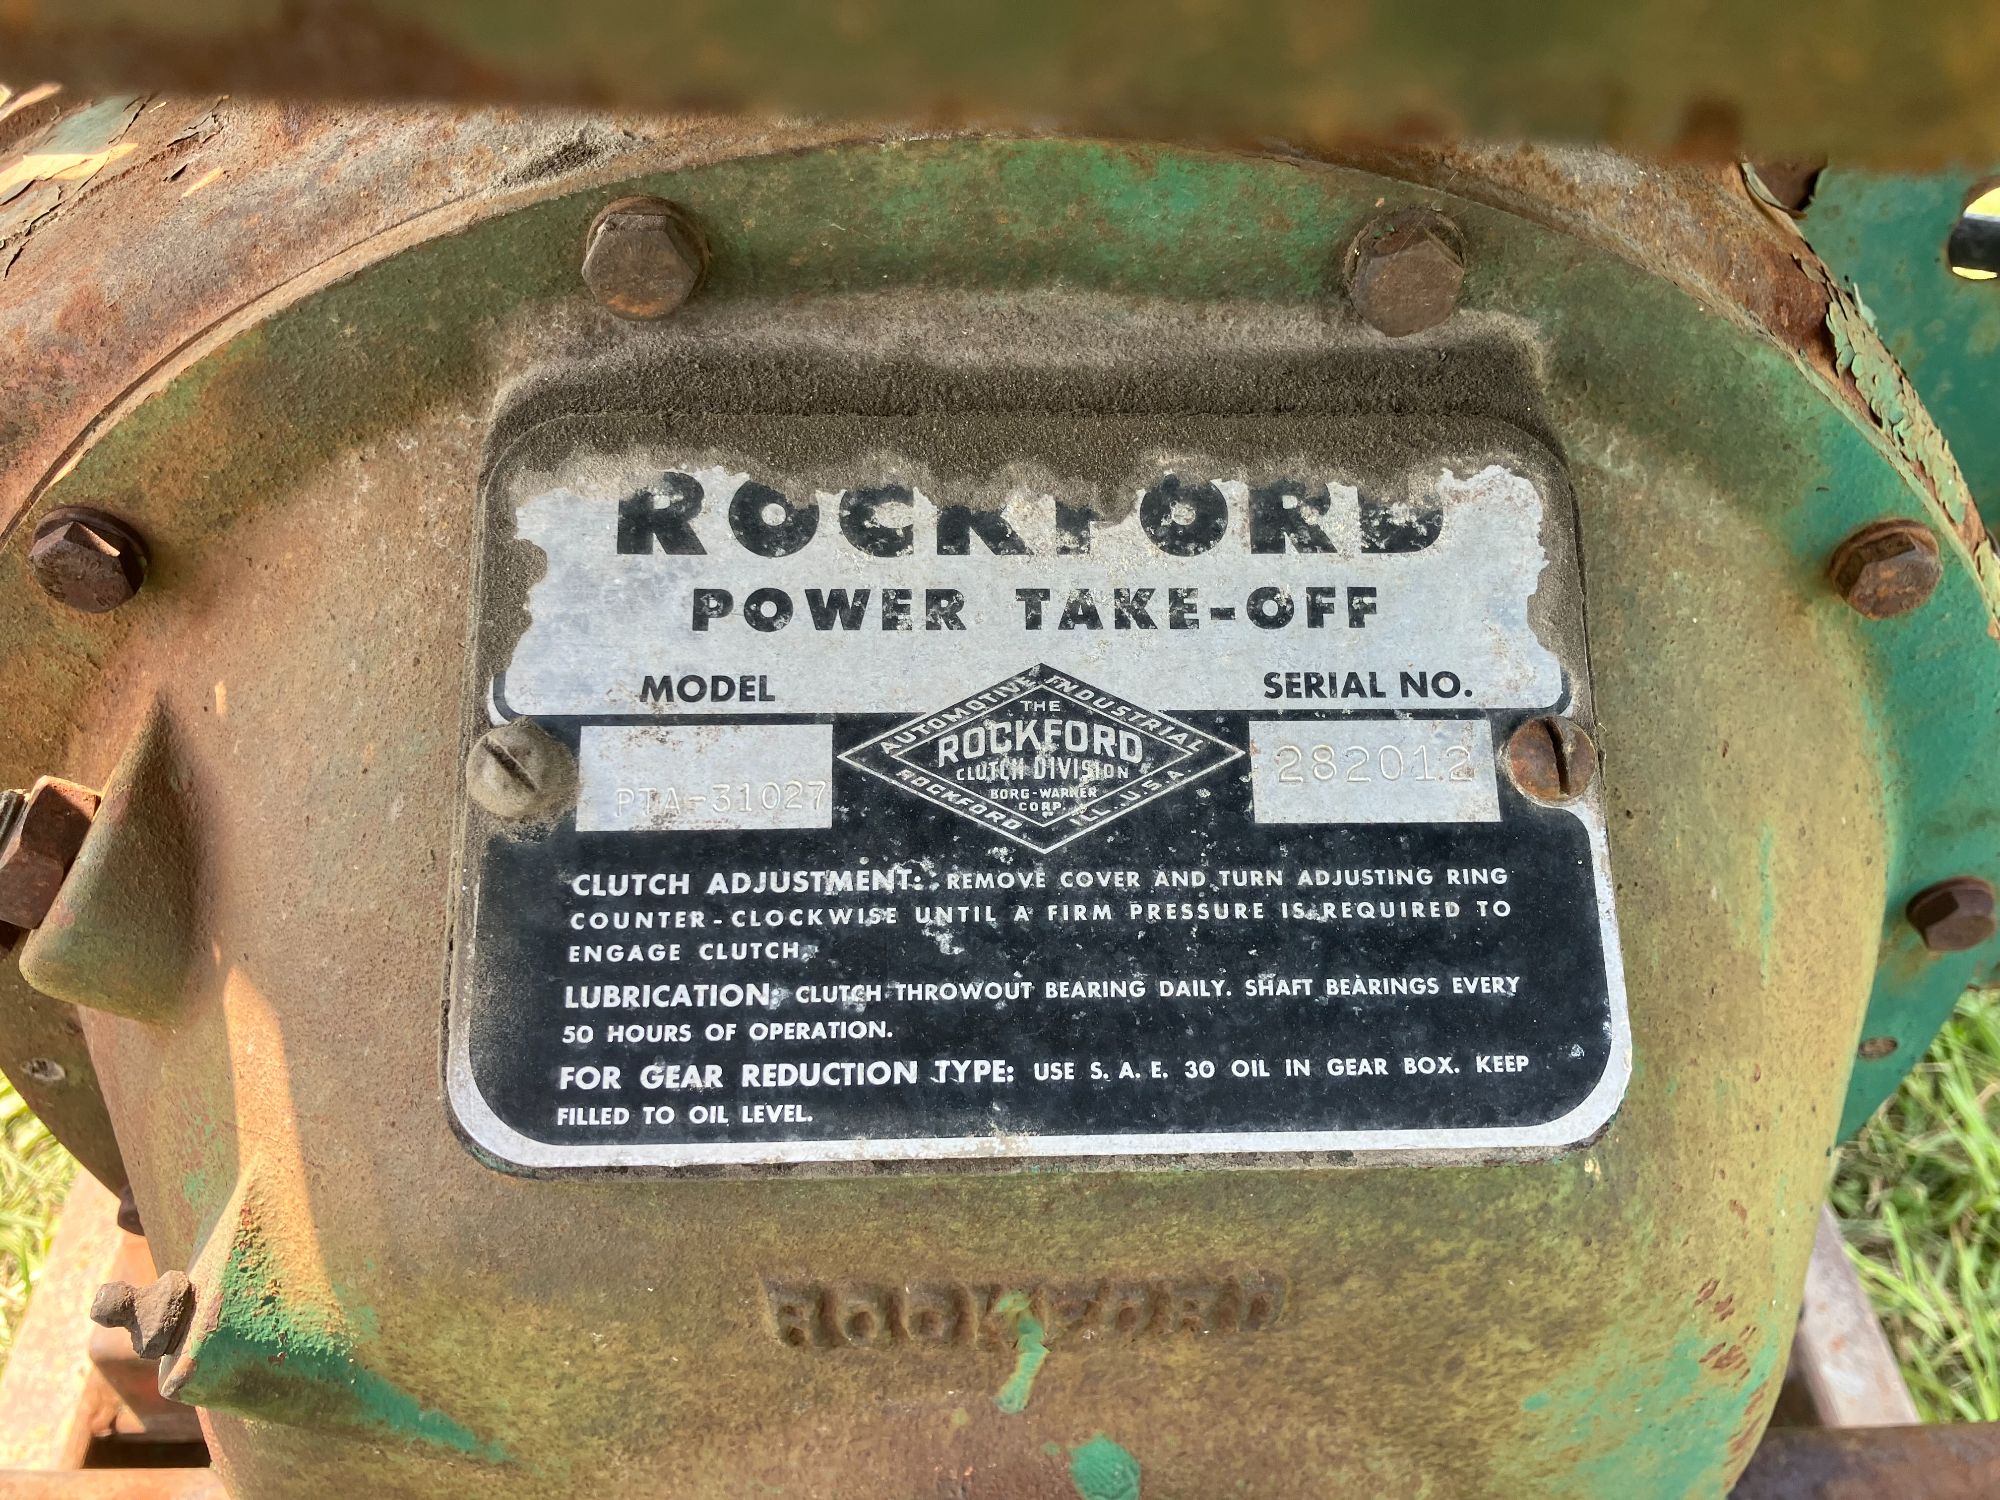 ROCKFORD
POWER TAKE-OFF
MODEL
SERIAL NO.
PTA-31027
282012
AUTOMOTIVE INDUSTRIAL
THE
ROCKFORD
CLUTCH DIVISION
BORG-WARNER
CORP.
ROCKFORD ILL. U.S.A.
CLUTCH ADJUSTMENT: REMOVE COVER AND TURN ADJUSTING RING
COUNTER-CLOCKWISE UNTIL A FIRM PRESSURE IS REQUIRED TO
ENGAGE CLUTCH.
LUBRICATION: CLUTCH THROWOUT BEARING DAILY. SHAFT BEARINGS EVERY
50 HOURS OF OPERATION.
FOR GEAR REDUCTION TYPE: USE S. A. E. 30 OIL IN GEAR BOX. KEEP
FILLED TO OIL LEVEL.
ROCKFORD